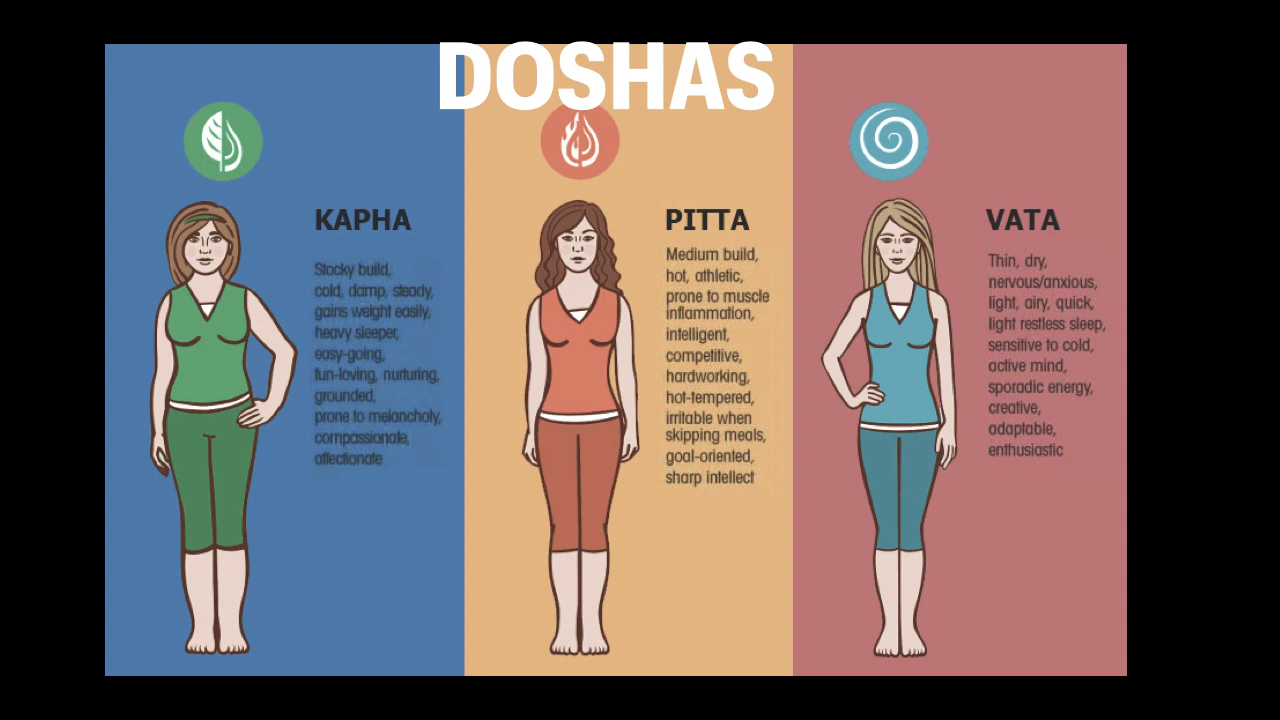 DOSHAS
KAPHA
Stocky build,
cold, damp, steady,
gains weight easily,
heavy sleeper,
easy-going,
fun-loving, nurturing,
grounded,
prone to melancholy,
compassionate,
affectionate
PITTA
Medium build,
hot, athletic,
prone to muscle
inflammation,
intelligent,
competitive,
hardworking,
hot-tempered,
irritable when
skipping meals,
goal-oriented,
sharp intellect
VATA
Thin, dry,
nervous/anxious,
light, airy, quick,
light restless sleep,
sensitive to cold,
active mind,
sporadic energy,
creative,
adaptable,
enthusiastic